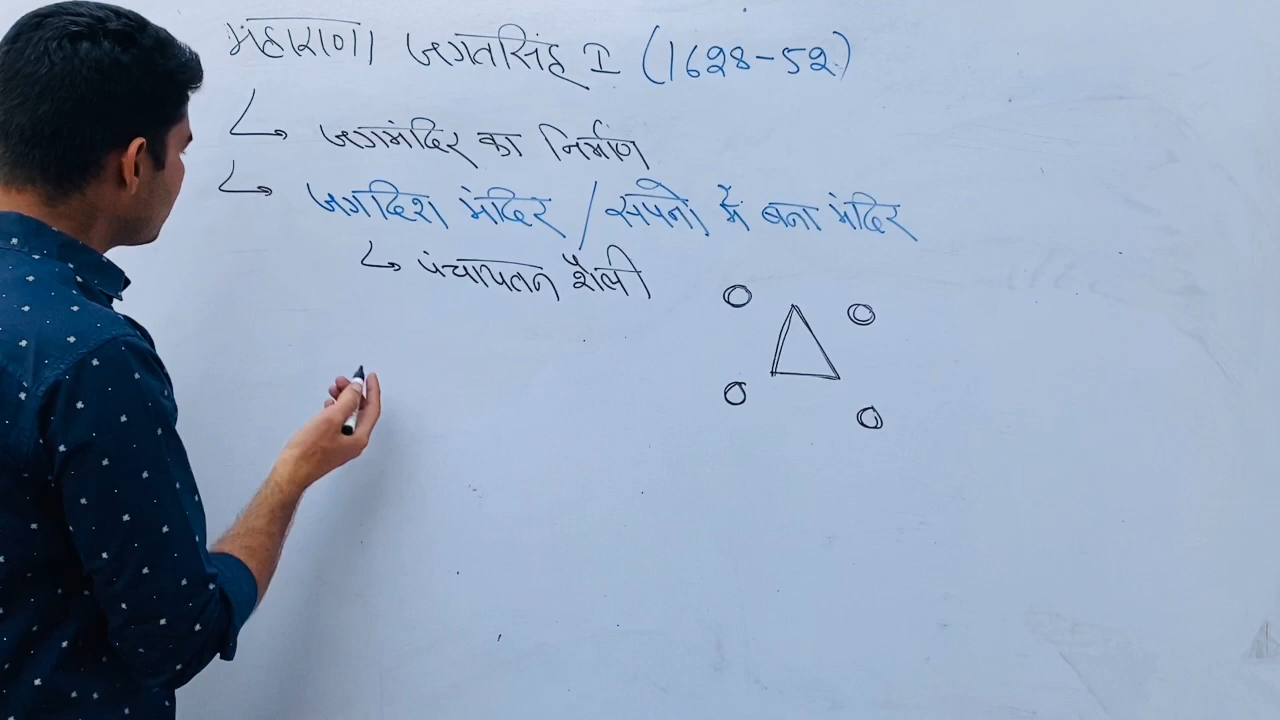 महाराणा जगतसिंह I (1628-52)
जगमंदिर का निर्माण
जगदिश मंदिर / सपनो में बना मंदिर
पंचायतन शैली